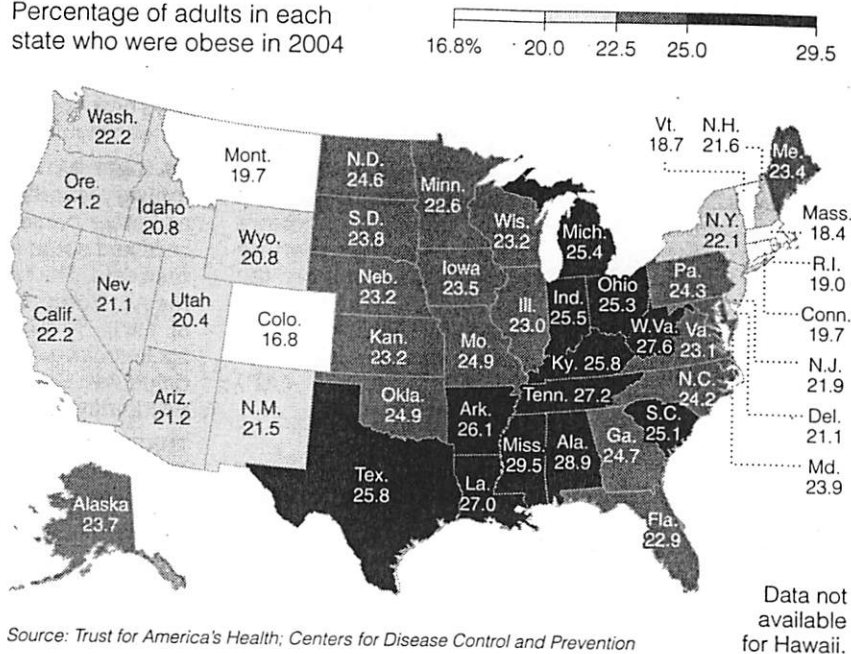 Percentage of adults in each
state who were obese in 2004
16.8% 20.0 22.5 25.0 29.5
Wash.
22.2
Mont.
19.7
N.D.
24.6
Minn.
22.6
Vt.
18.7
N.H.
21.6
Me.
23.4
Ore.
21.2
Idaho
20.8
S.D.
23.8
Wis.
23.2
Mich.
25.4
N.Y.
22.1
Mass.
18.4
Wyo.
20.8
Neb.
23.2
Iowa
23.5
Ill.
23.0
Ind.
25.5
Ohio
25.3
Pa.
24.3
R.I.
19.0
Nev.
21.1
Utah
20.4
Calif.
22.2
Colo.
16.8
Kan.
23.2
Mo.
24.9
W.Va.
27.6
Va.
23.1
Conn.
19.7
Ky. 25.8
N.J.
21.9
Ariz.
21.2
N.M.
21.5
Okla.
24.9
Ark.
26.1
Tenn. 27.2
N.C.
24.2
S.C.
25.1
Del.
21.1
Miss.
29.5
Ala.
28.9
Ga.
24.7
Md.
23.9
Tex.
25.8
La.
27.0
Alaska
23.7
Fla.
22.9
Data not
available
for Hawaii.
Source: Trust for America's Health; Centers for Disease Control and Prevention